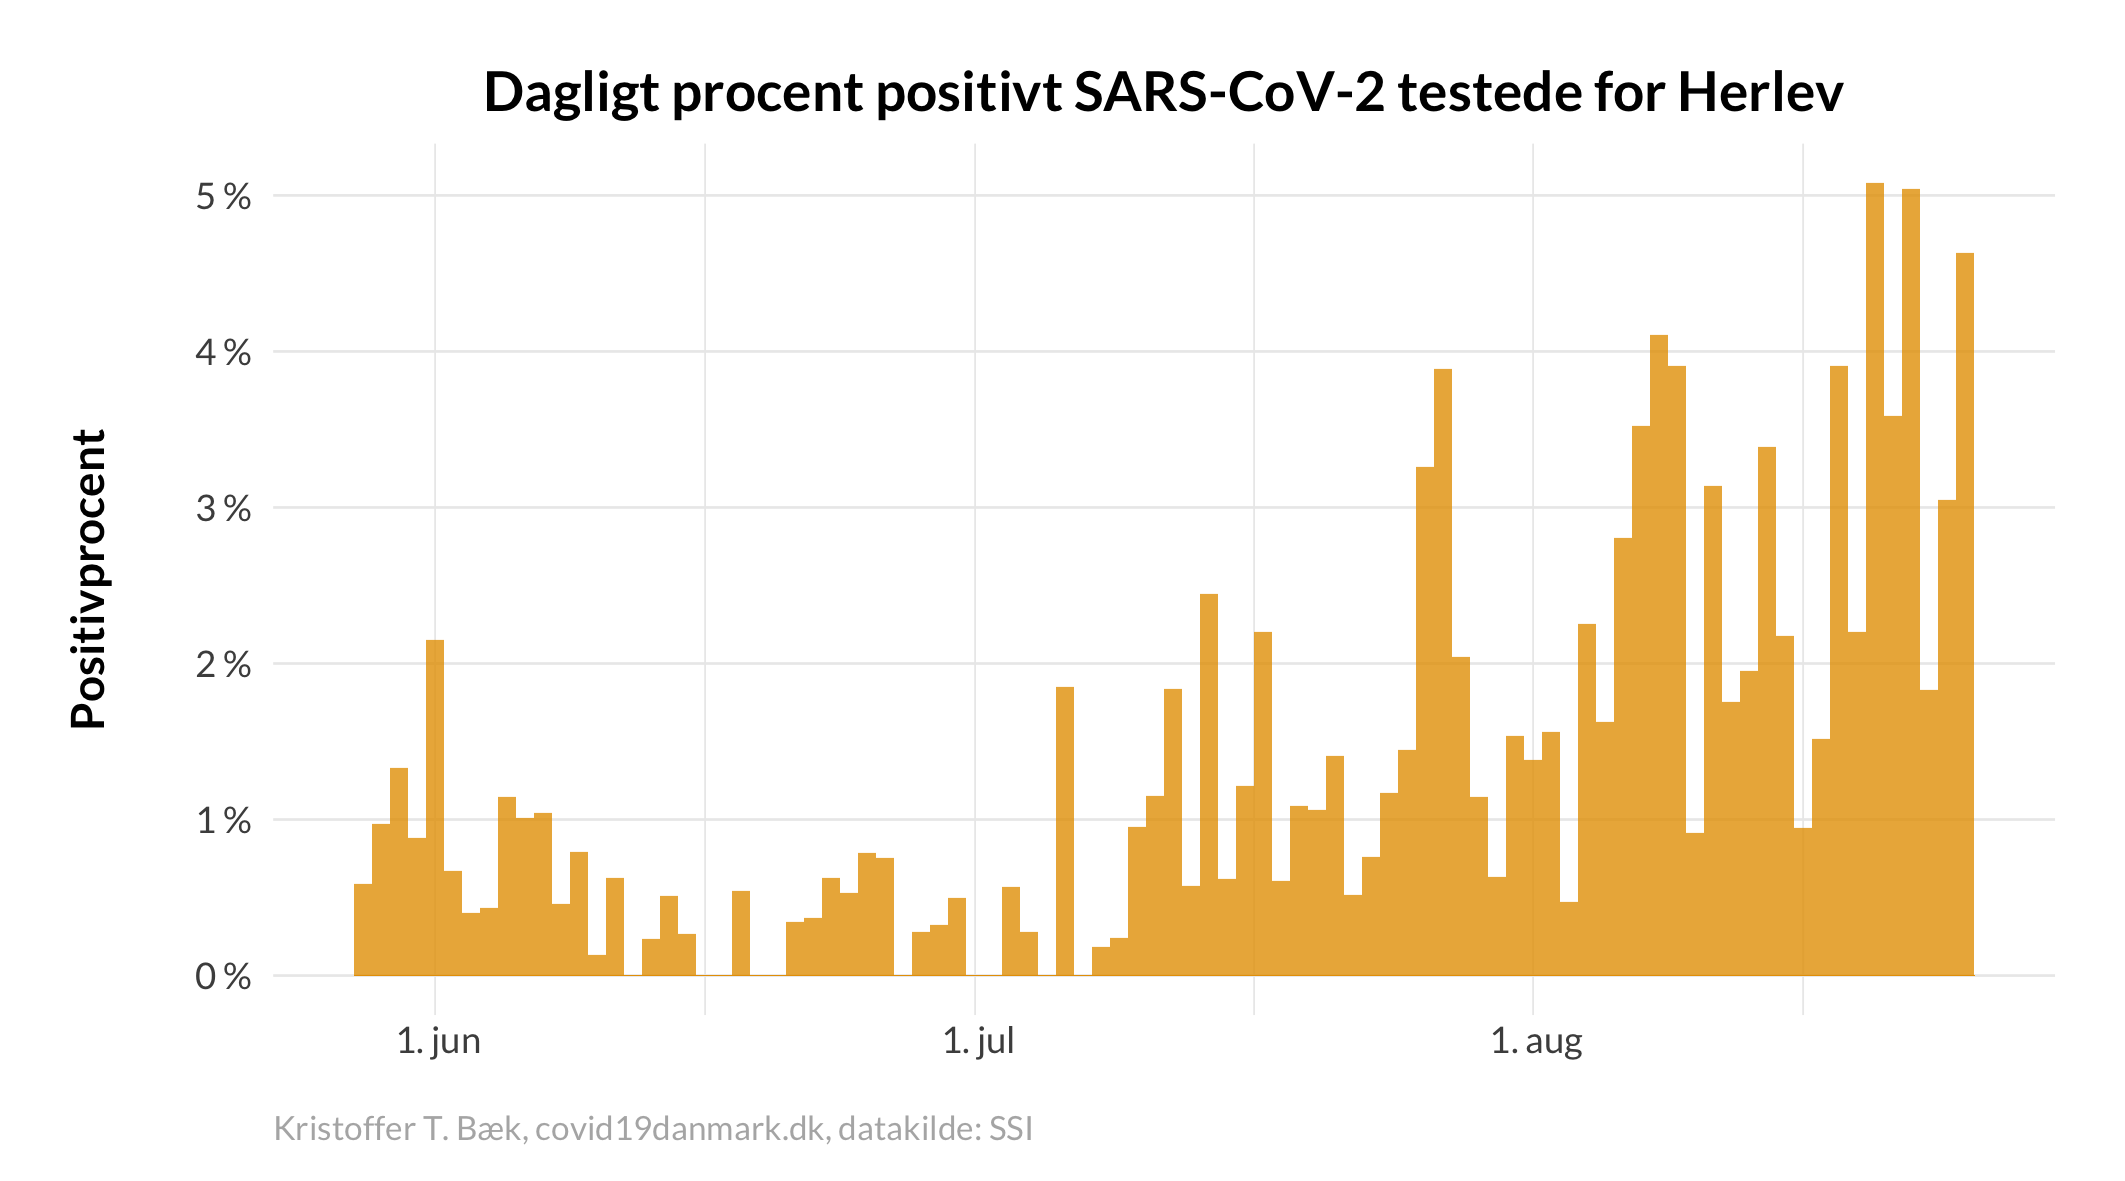 Dagligt procent positivt SARS-CoV-2 testede for Herlev
Positivprocent
5 %
4 %
3 %
2 %
1 %
0 %
1. jun
1. jul
1. aug
Kristoffer T. Bæk, covid19danmark.dk, datakilde: SSI